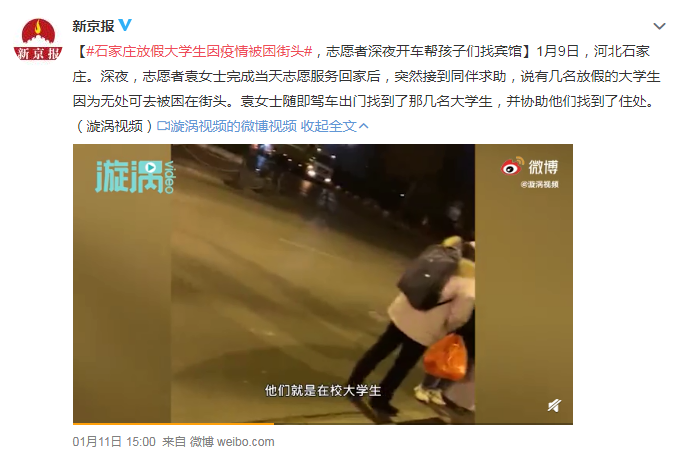 新京报
新京报
【#石家庄放假大学生因疫情被困街头#，志愿者深夜开车帮孩子们找宾馆】1月9日，河北石家
庄。深夜，志愿者袁女士完成当天志愿服务回家后，突然接到同伴求助，说有几名放假的大学生
因为无处可去被困在街头。袁女士随即驾车出门找到了那几名大学生，并协助他们找到了住处。
（漩涡视频）漩涡视频的微博视频 收起全文
漩涡video
微博
@漩涡视频
他们就是在校大学生
01月11日 15:00 来自 微博 weibo.com